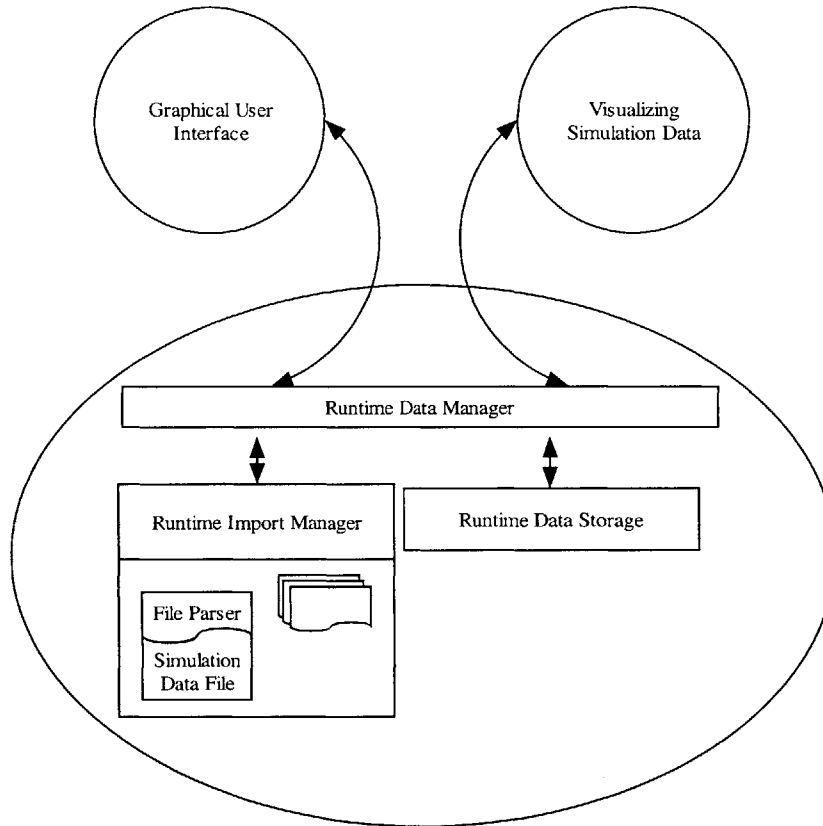 Graphical User
Interface
Visualizing
Simulation Data
Runtime Data Manager
Runtime Import Manager
Runtime Data Storage
File Parser
Simulation
Data File